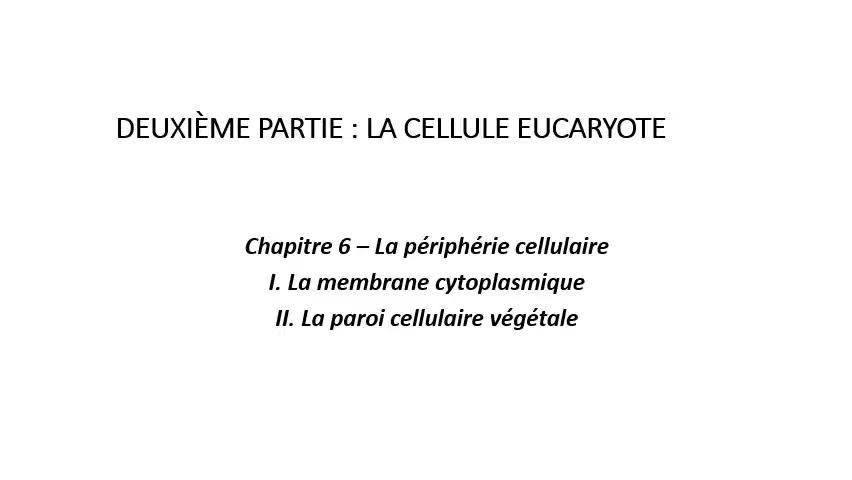 DEUXIÈME PARTIE : LA CELLULE EUCARYOTE
Chapitre 6 – La périphérie cellulaire
I. La membrane cytoplasmique
II. La paroi cellulaire végétale